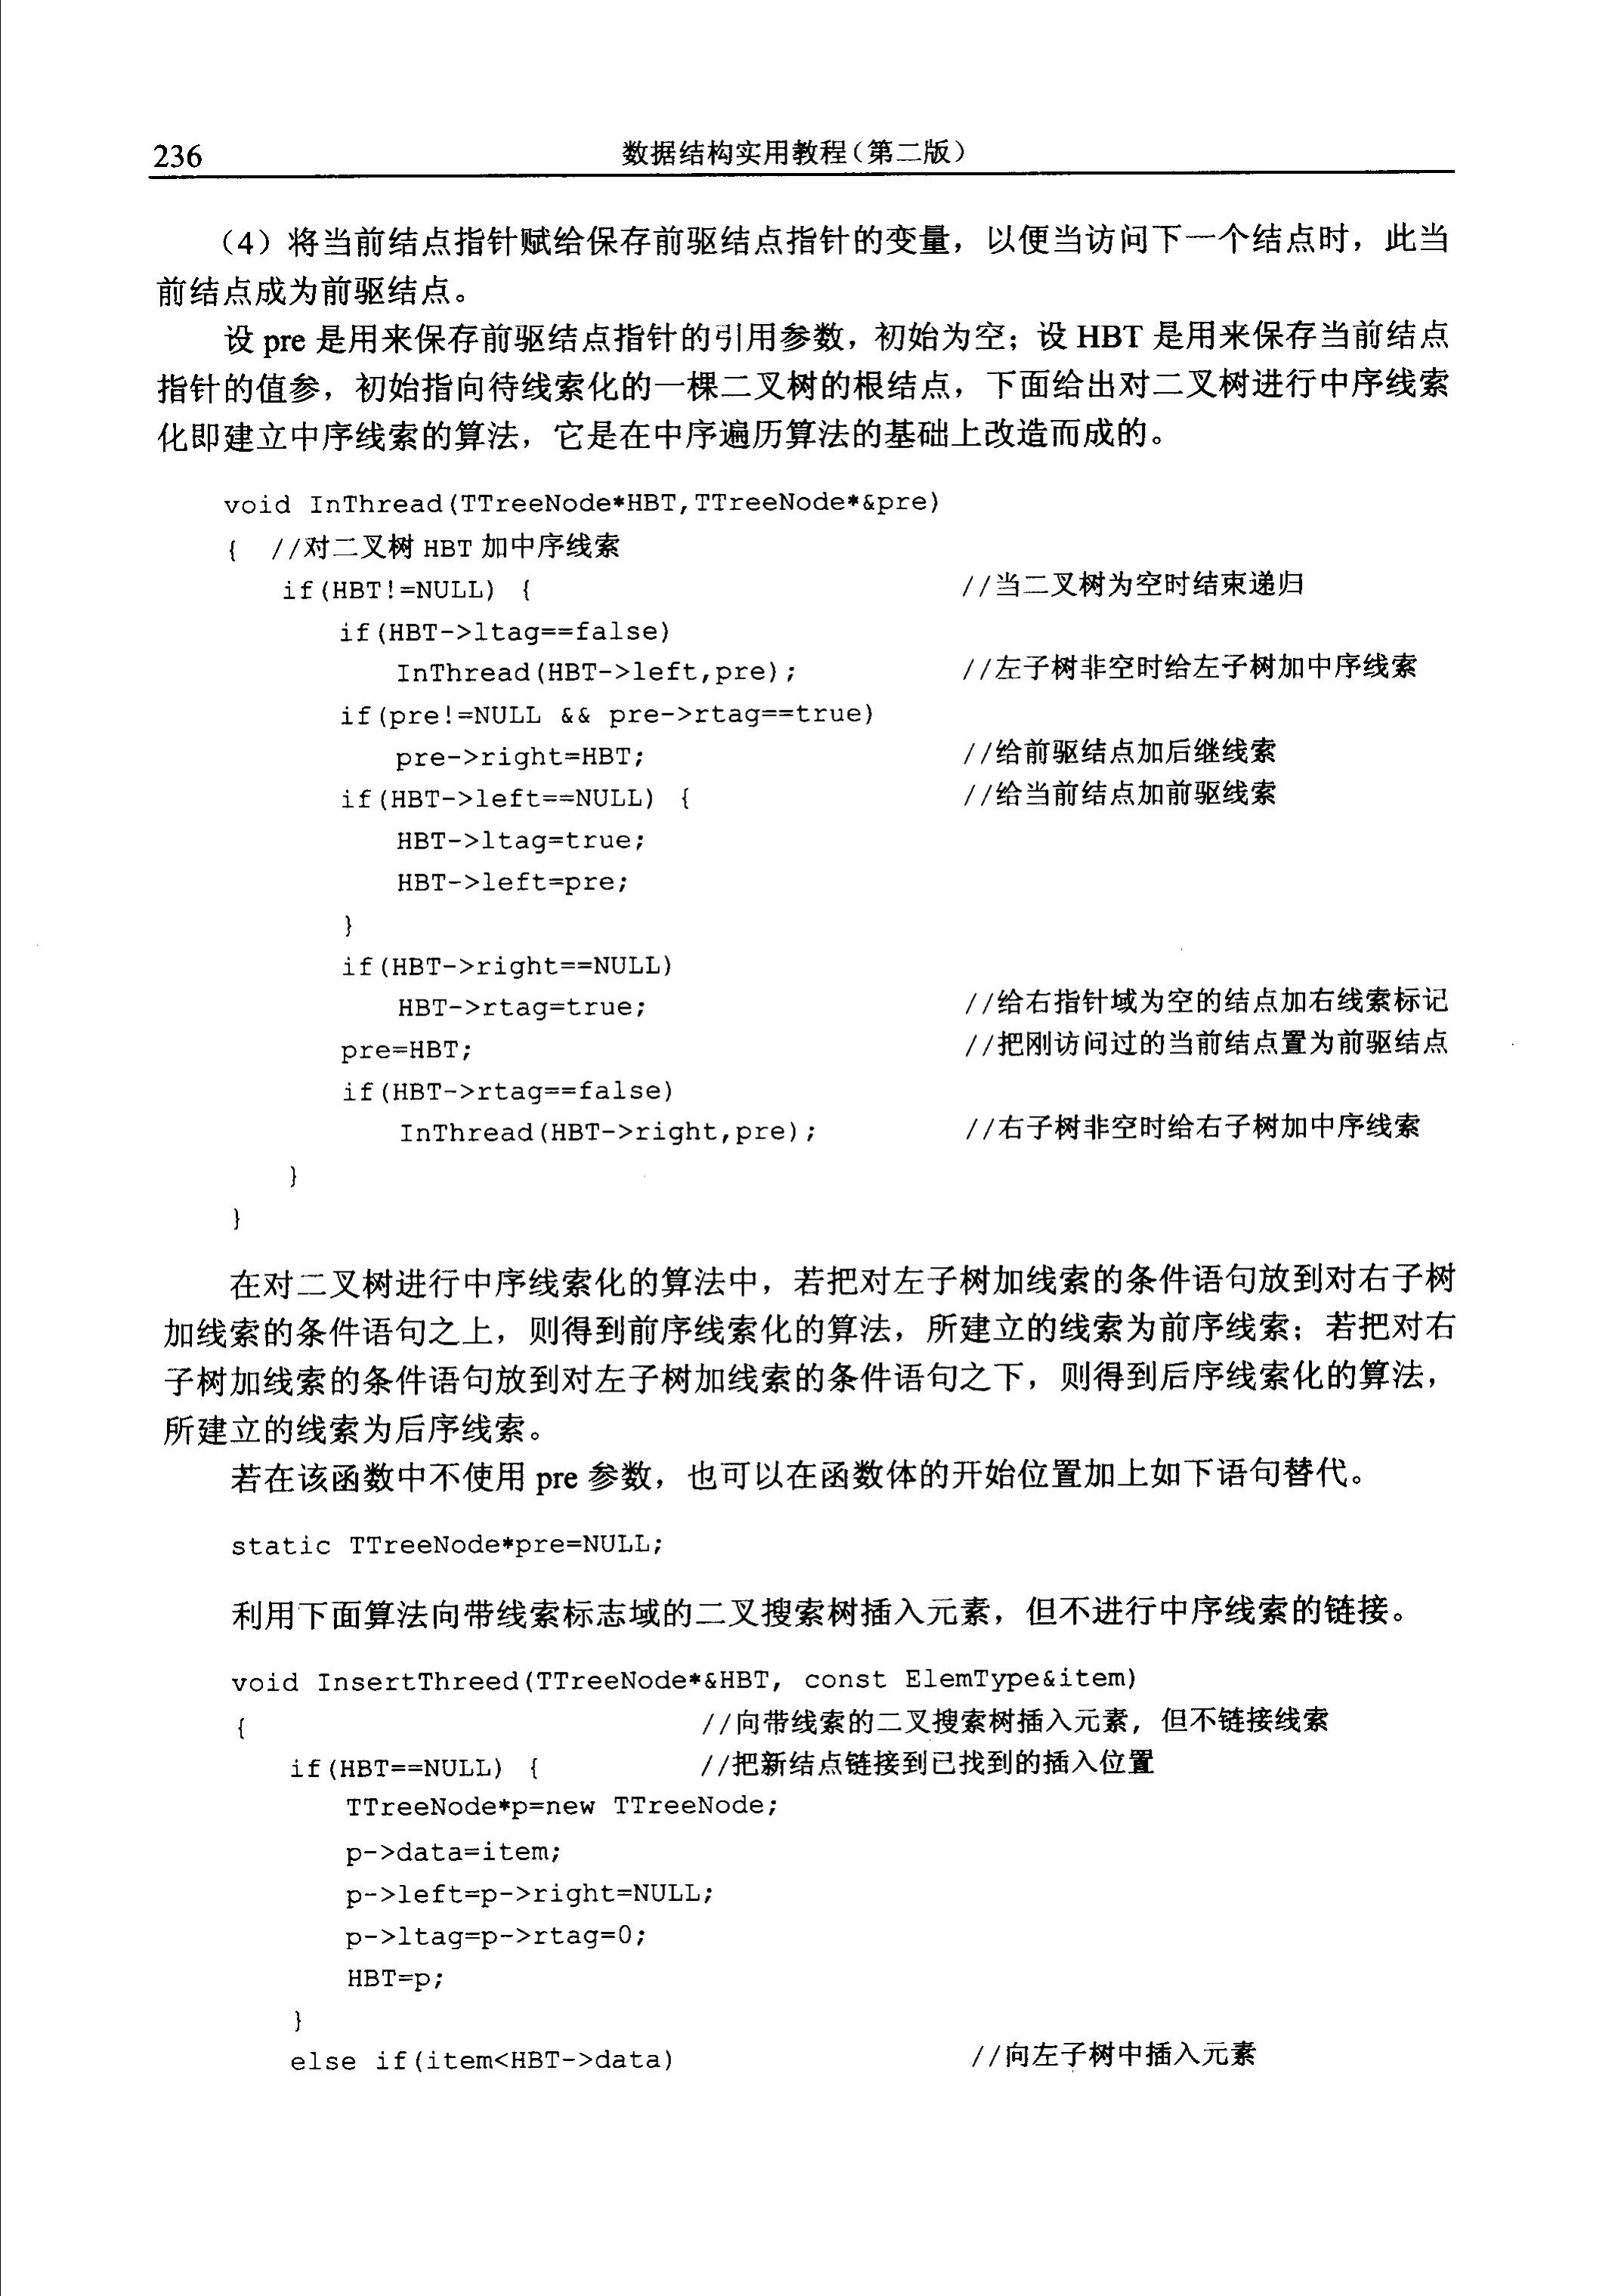 236
数据结构实用教程（第二版）
（4）将当前结点指针赋给保存前驱结点指针的变量，以便当访问下一个结点时，此当
前结点成为前驱结点。
设 pre 是用来保存前驱结点指针的引用参数，初始为空；设 HBT 是用来保存当前结点
指针的值参，初始指向待线索化的一棵二叉树的根结点，下面给出对二叉树进行中序线索
化即建立中序线索的算法，它是在中序遍历算法的基础上改造而成的。
void InThread(TTreeNode*HBT,TTreeNode*&pre)
{ //对二叉树 HBT 加中序线索
if(HBT!=NULL) { //当二叉树为空时结束递归
if(HBT->ltag==false)
InThread(HBT->left,pre); //左子树非空时给左子树加中序线索
if(pre!=NULL && pre->rtag==true)
pre->right=HBT; //给前驱结点加后继线索
if(HBT->left==NULL) { //给当前结点加前驱线索
HBT->ltag=true;
HBT->left=pre;
}
if(HBT->right==NULL)
HBT->rtag=true; //给右指针域为空的结点加右线索标记
pre=HBT; //把刚访问过的当前结点置为前驱结点
if(HBT->rtag==false)
InThread(HBT->right,pre); //右子树非空时给右子树加中序线索
}
}
在对二叉树进行中序线索化的算法中，若把对左子树加线索的条件语句放到对右子树
加线索的条件语句之上，则得到前序线索化的算法，所建立的线索为前序线索；若把对右
子树加线索的条件语句放到对左子树加线索的条件语句之下，则得到后序线索化的算法，
所建立的线索为后序线索。
若在该函数中不使用 pre 参数，也可以在函数体的开始位置加上如下语句替代。
static TTreeNode*pre=NULL;
利用下面算法向带线索标志域的二叉搜索树插入元素，但不进行中序线索的链接。
void InsertThreed(TTreeNode*&HBT, const ElemType&item)
{ //向带线索的二叉搜索树插入元素，但不链接线索
if(HBT==NULL) { //把新结点链接到已找到的插入位置
TTreeNode*p=new TTreeNode;
p->data=item;
p->left=p->right=NULL;
p->ltag=p->rtag=0;
HBT=p;
}
else if(item<HBT->data) //向左子树中插入元素